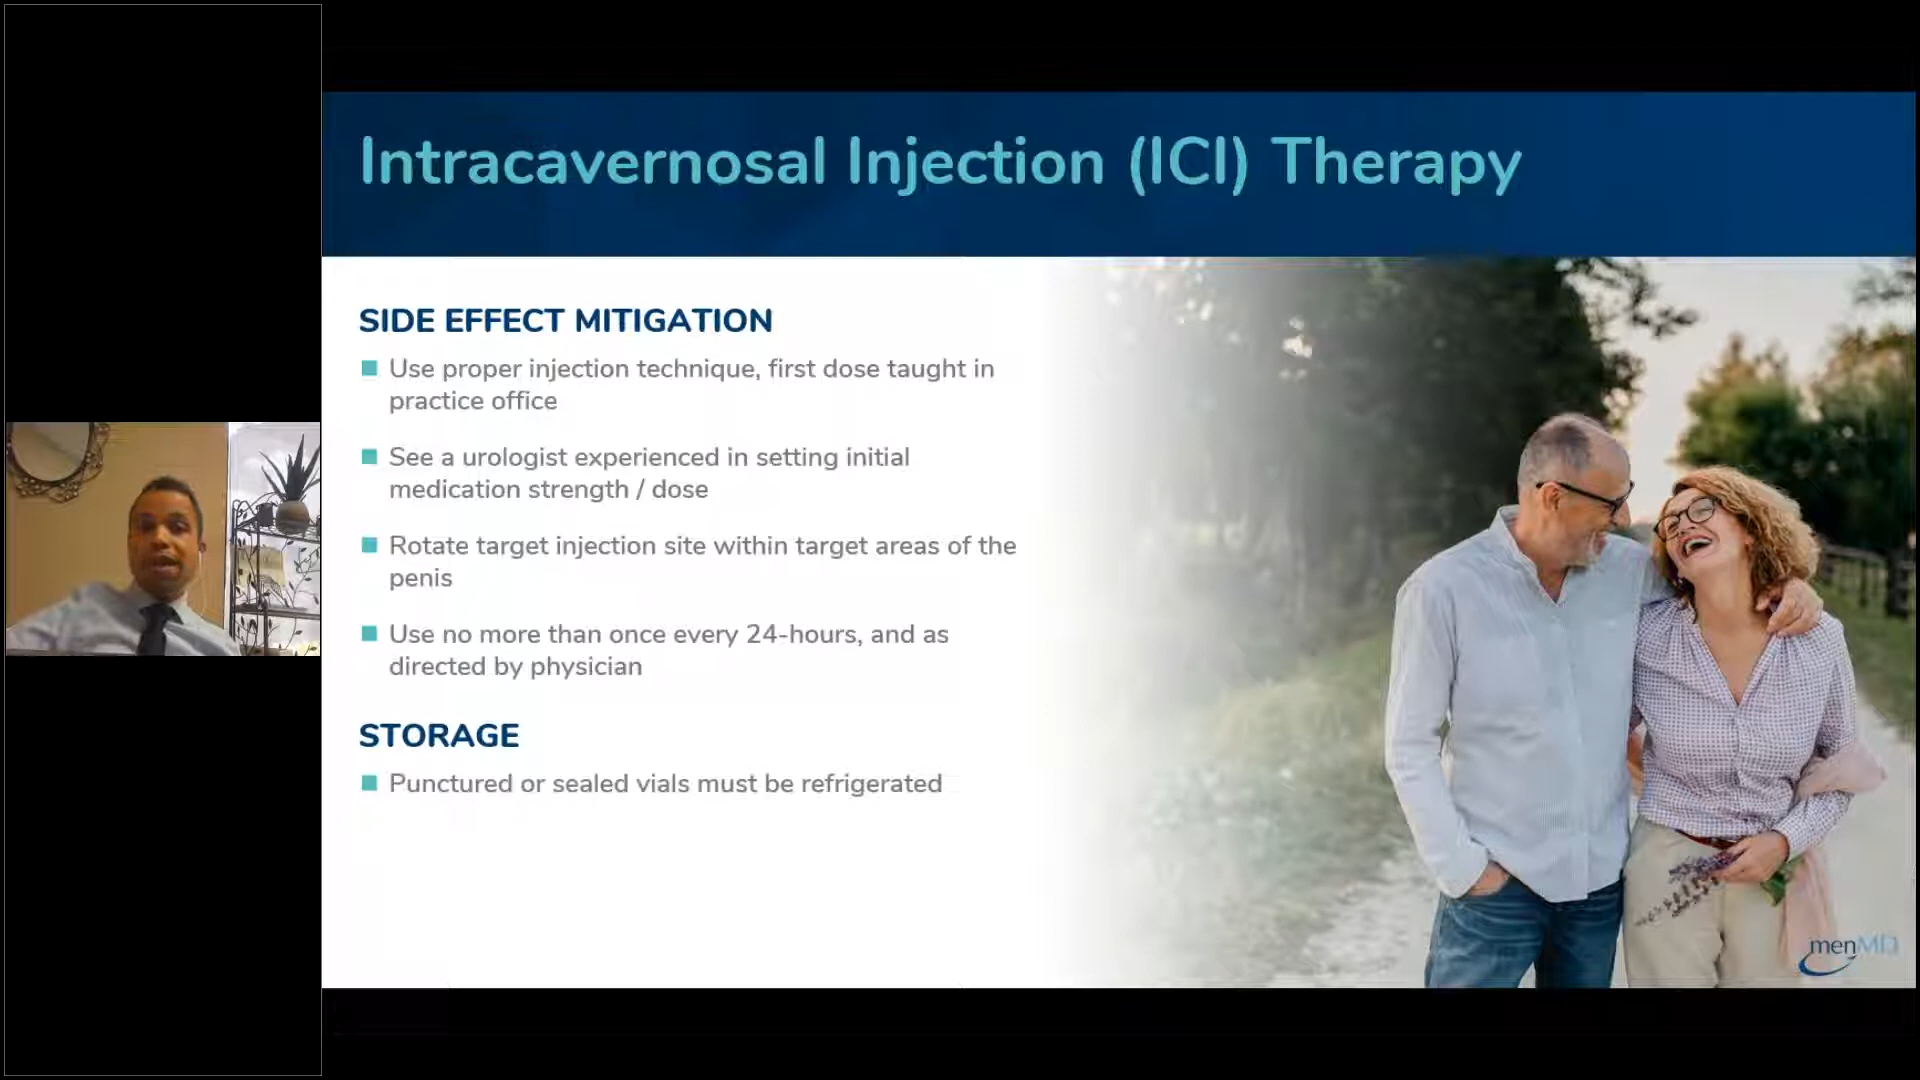 Intracavernosal Injection (ICI) Therapy
SIDE EFFECT MITIGATION
Use proper injection technique, first dose taught in
practice office
See a urologist experienced in setting initial
medication strength / dose
Rotate target injection site within target areas of the
penis
Use no more than once every 24-hours, and as
directed by physician
STORAGE
Punctured or sealed vials must be refrigerated
menMD